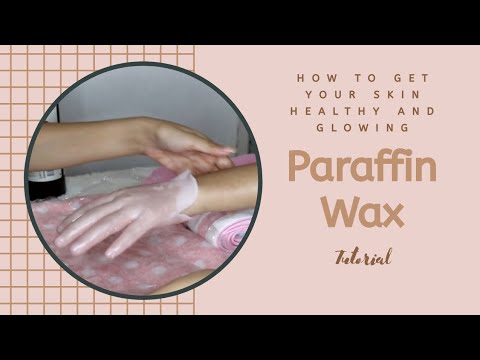 HOW TO GET
YOUR SKIN
HEALTHY AND
GLOWING
Paraffin
Wax
Tutorial